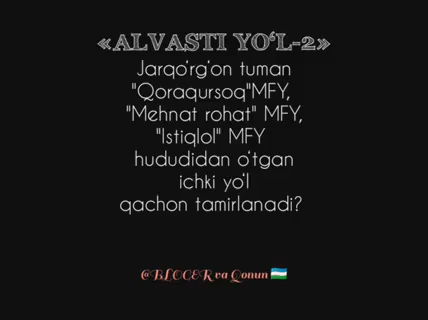 «ALVASTI YO‘L-2»
Jarqo‘rg‘on tuman
"Qoraqursoq"MFY,
"Mehnat rohat" MFY,
"Istiqlol" MFY
hududidan o‘tgan
ichki yo‘l
qachon tamirlanadi?
@BLOCER va Qonun 🇺🇿